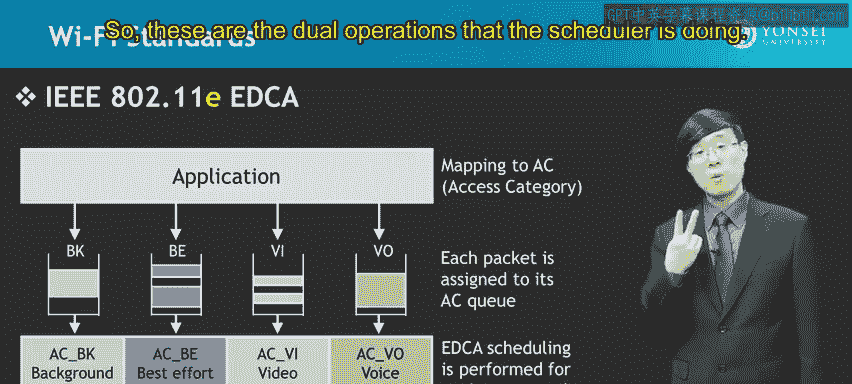 So, these are the dual operations that the scheduler is doing.
Wi-Fi Standards
YONSEI
UNIVERSITY
❖ IEEE 802.11e EDCA
Application
Mapping to AC
(Access Category)
BK
BE
VI
VO
Each packet is
assigned to its
AC queue
AC_BK
Background
AC_BE
Best effort
AC_VI
Video
AC_VO
Voice
EDCA scheduling
is performed for